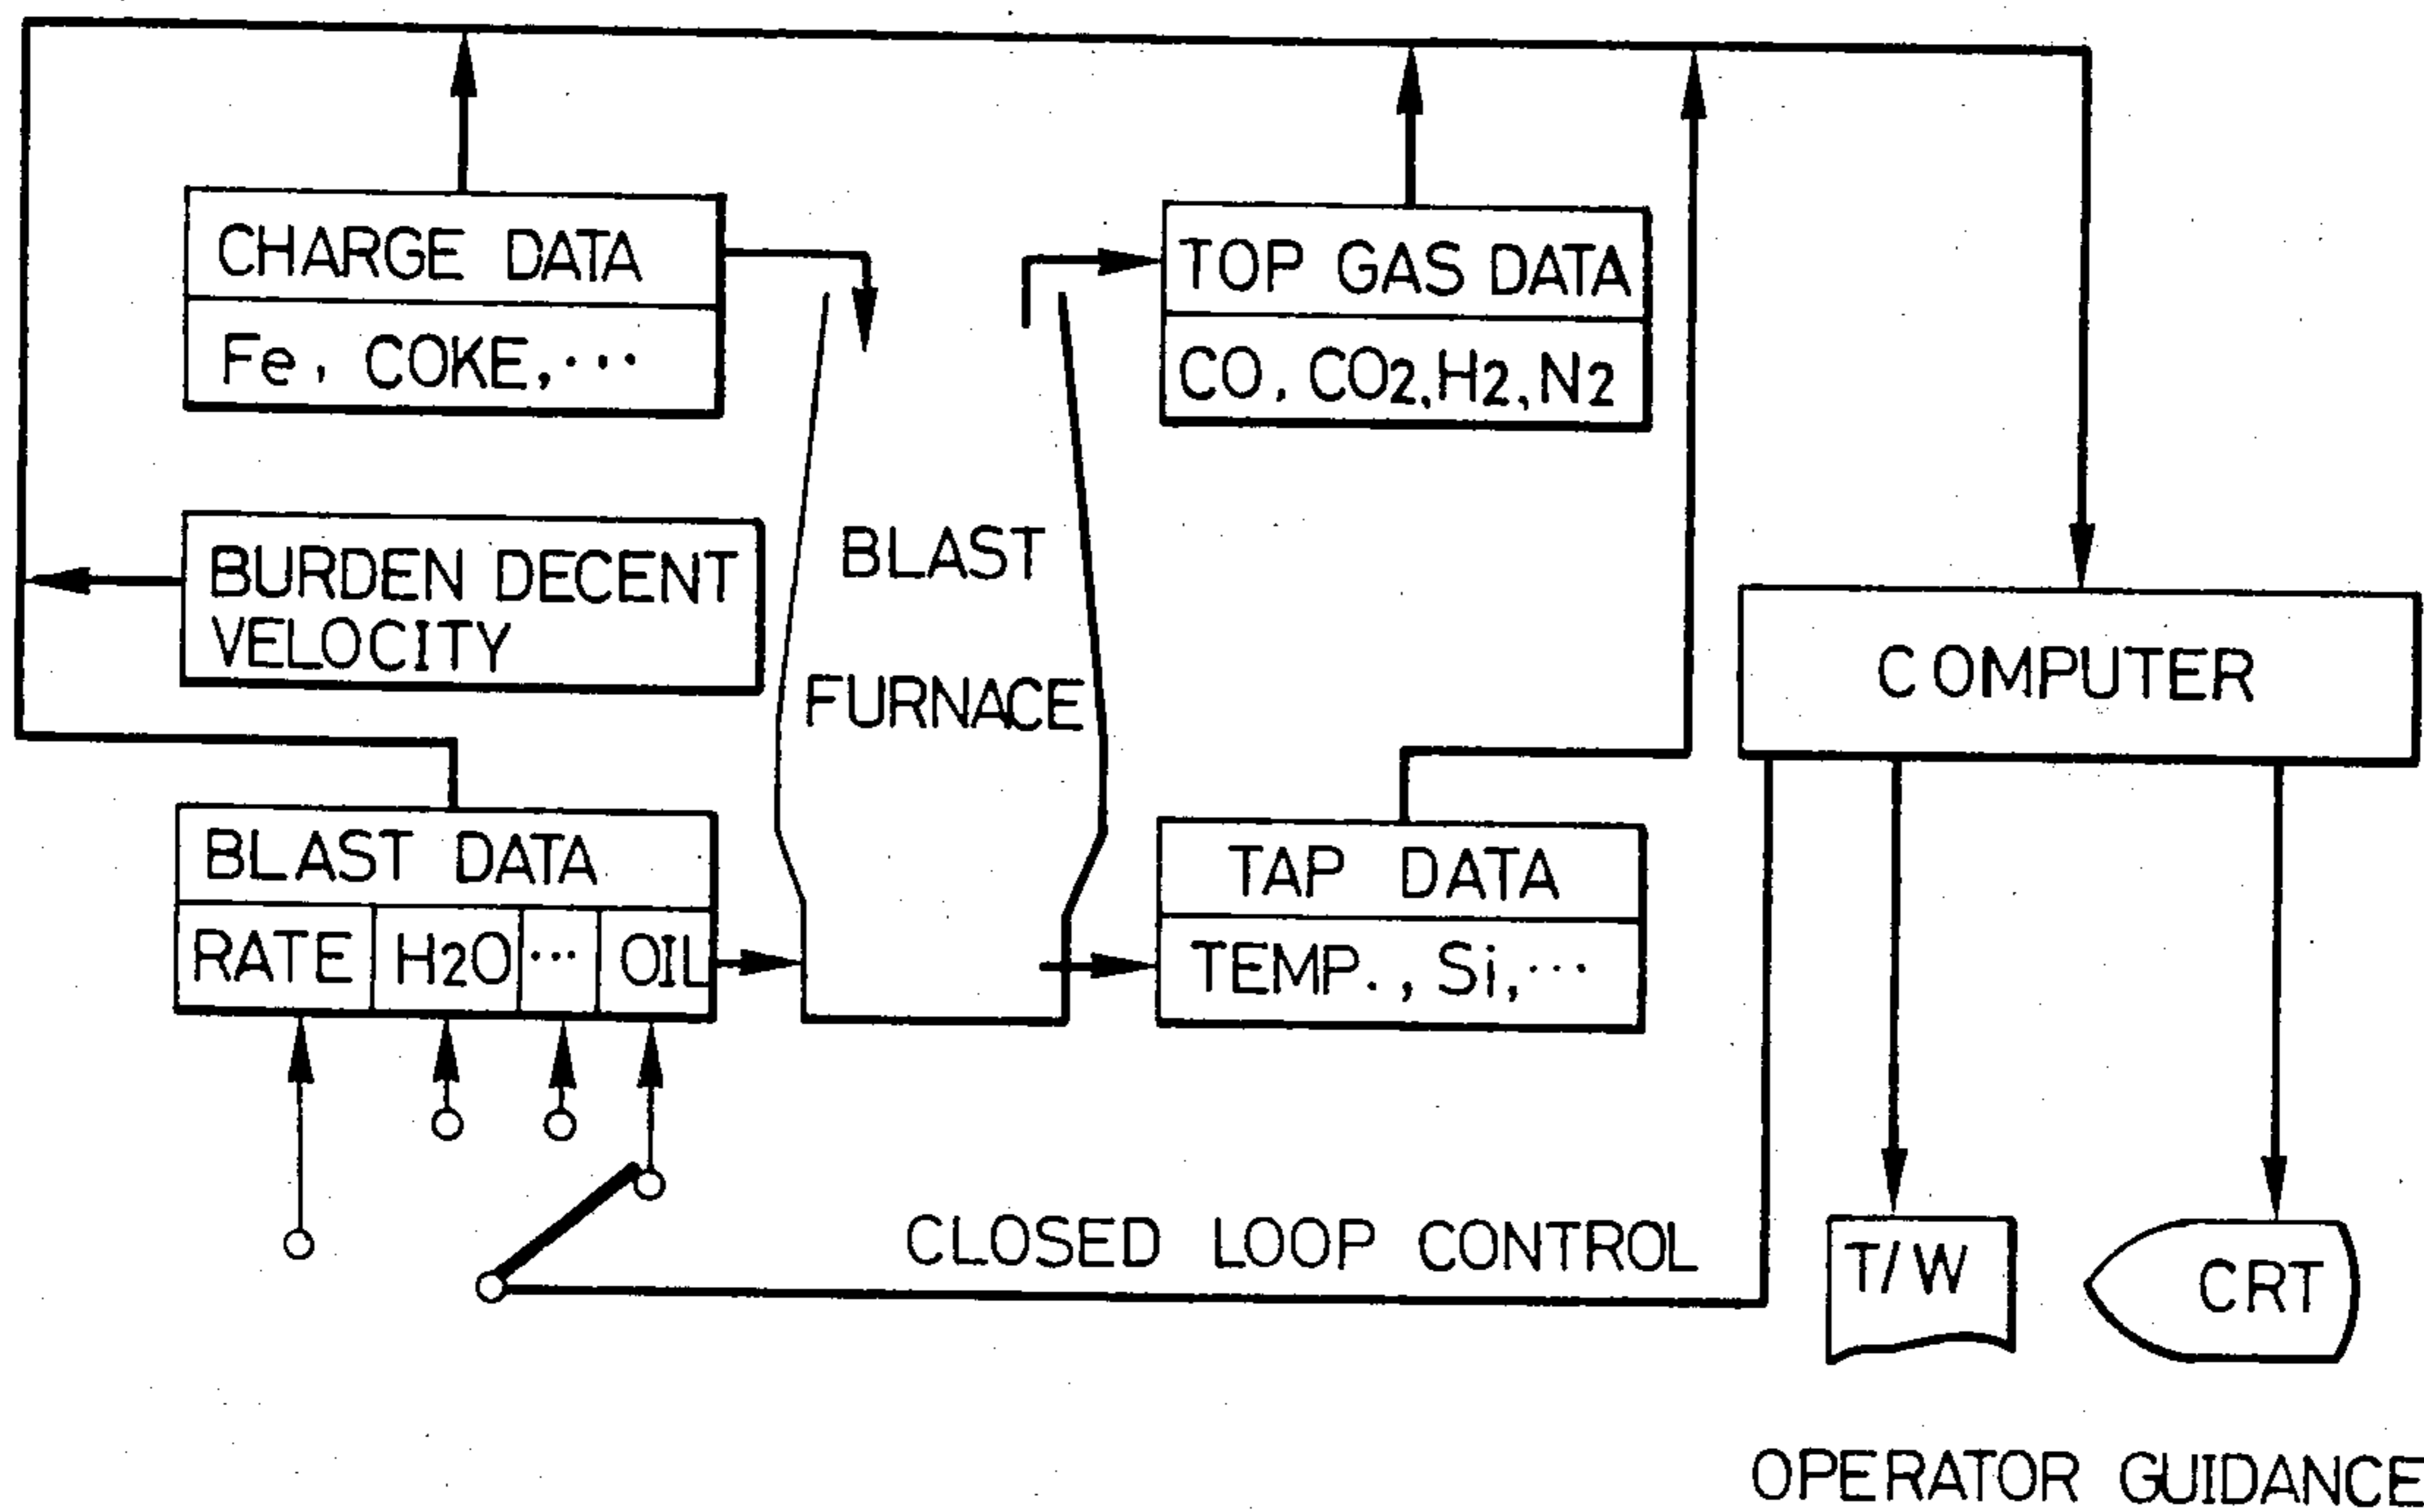 CHARGE DATA
Fe, COKE, ...
TOP GAS DATA
CO, CO2, H2, N2
BURDEN DECENT
VELOCITY
BLAST
FURNACE
COMPUTER
BLAST DATA
RATE H2O ... OIL
TAP DATA
TEMP., Si, ...
CLOSED LOOP CONTROL
T/W
CRT
OPERATOR GUIDANCE